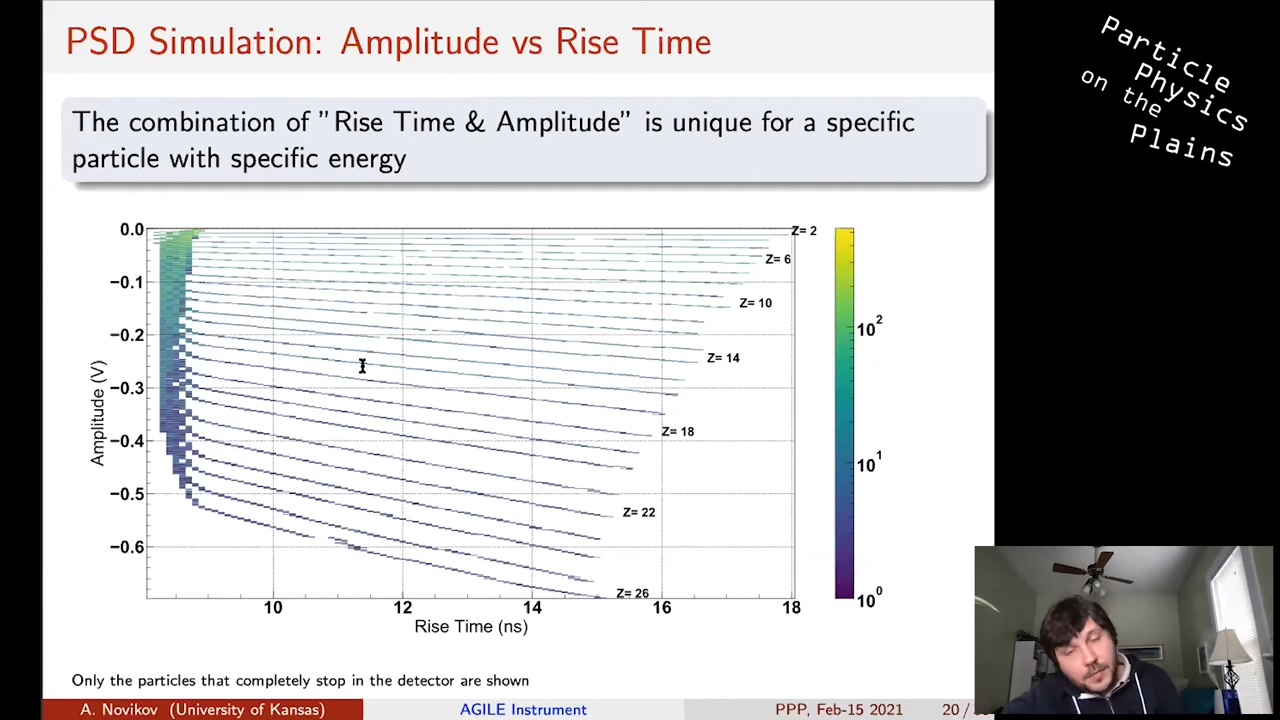 PSD Simulation: Amplitude vs Rise Time
Particle
Physics
on the
Plains
The combination of "Rise Time & Amplitude" is unique for a specific
particle with specific energy
0.0
−0.1
−0.2
−0.3
−0.4
−0.5
−0.6
Amplitude (V)
Z= 2
Z= 6
Z= 10
Z= 14
Z= 18
Z= 22
Z= 26
10
12
14
16
18
Rise Time (ns)
10²
10¹
10⁰
Only the particles that completely stop in the detector are shown
A. Novikov (University of Kansas)
AGILE Instrument
PPP, Feb-15 2021
20 /